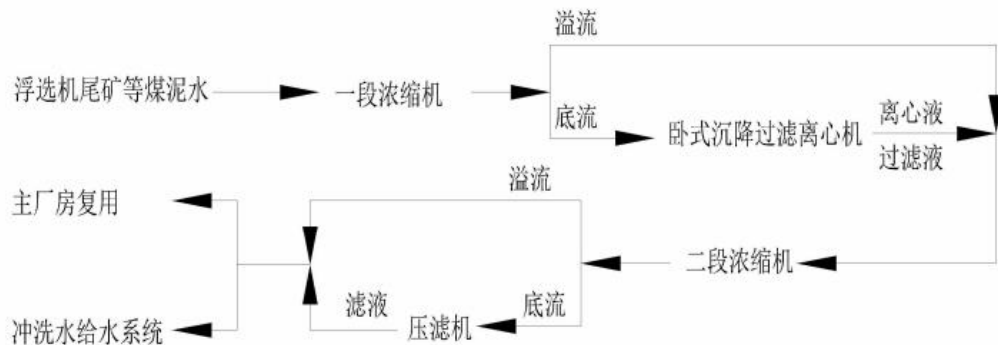 溢流
浮选机尾矿等煤泥水
一段浓缩机
底流
卧式沉降过滤离心机
离心液
过滤液
主厂房复用
溢流
二段浓缩机
冲洗水给水系统
滤液
压滤机
底流